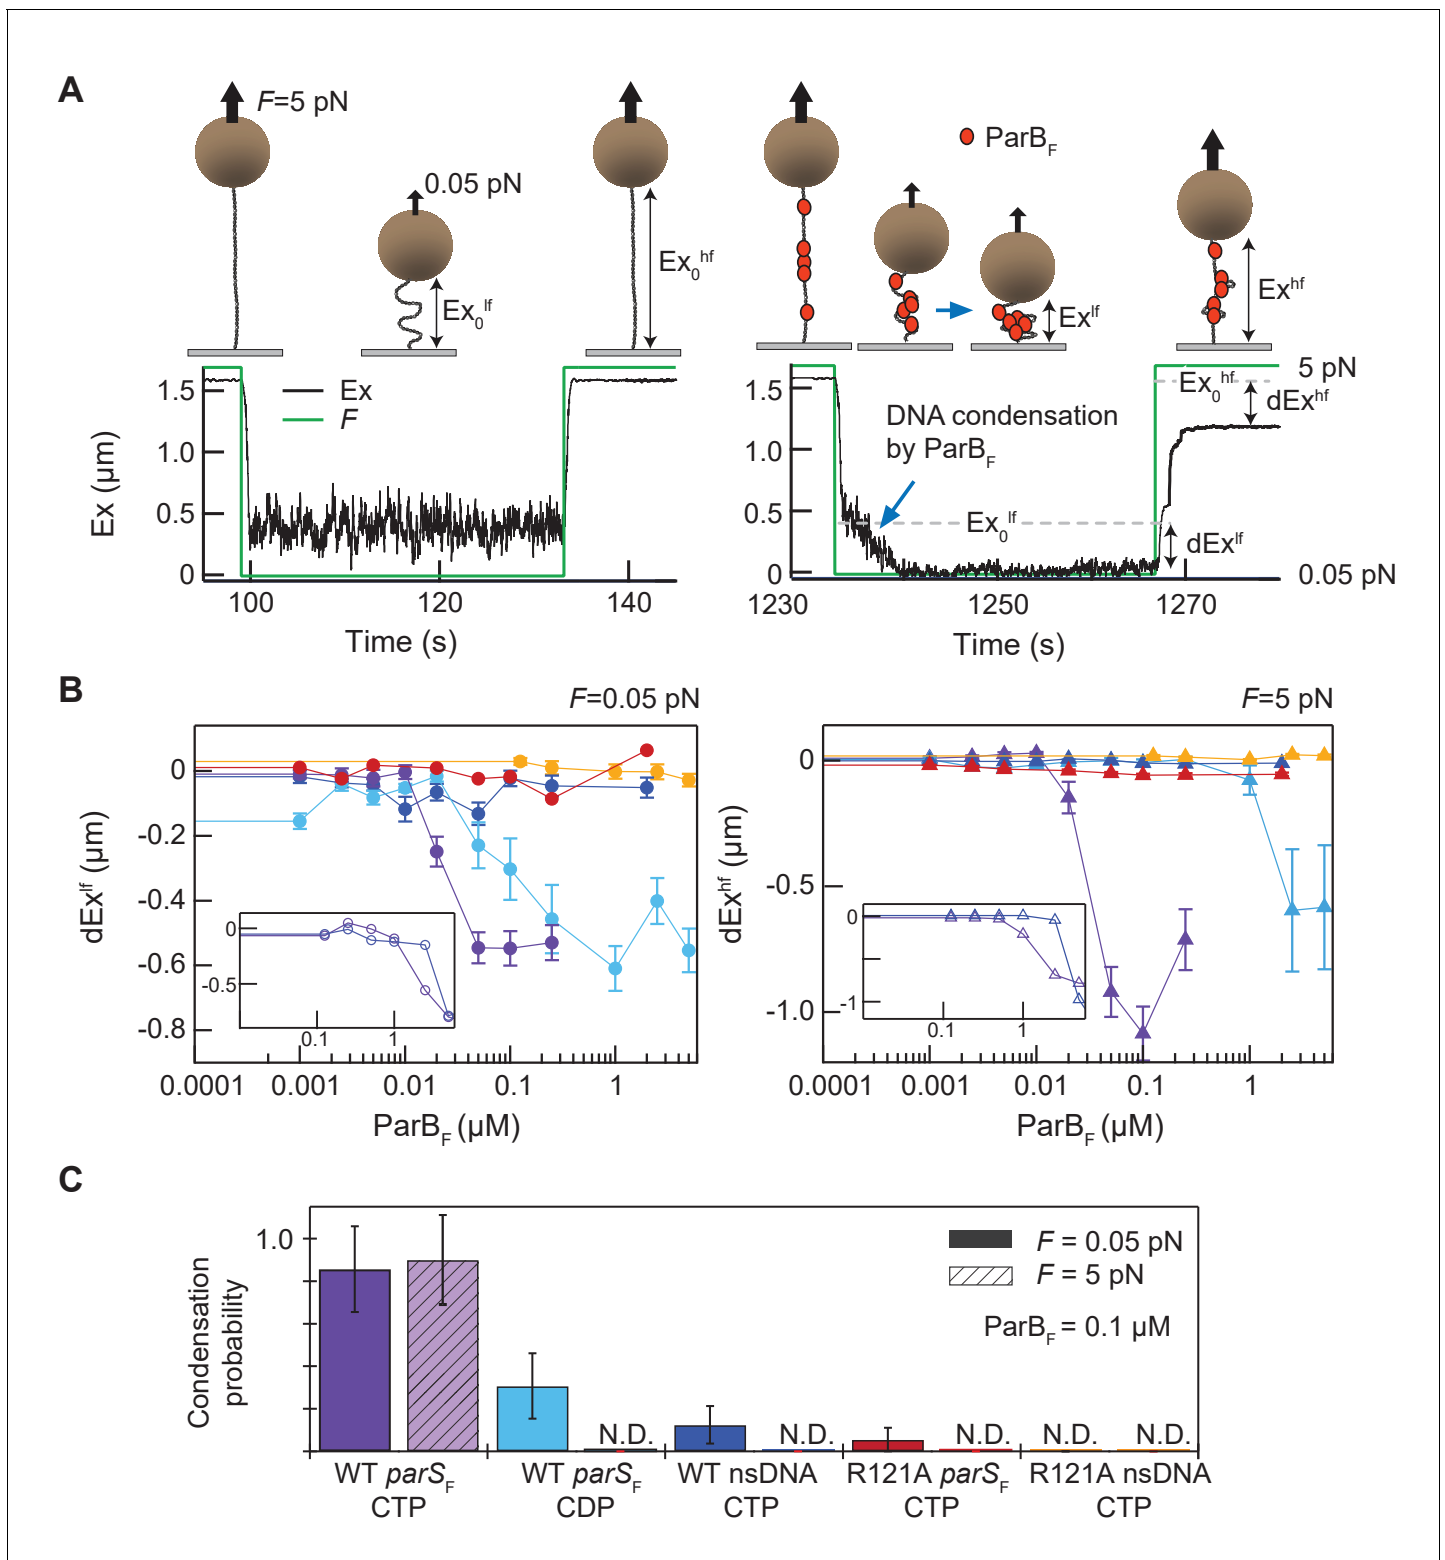 A
F=5 pN
0.05 pN
Ex0lf
Ex0hf
ParBF
Exlf
Exhf
Ex (μm)
1.5
1.0
0.5
0
Ex
F
100
120
140
Time (s)
1.5
1.0
0.5
0
DNA condensation
by ParBF
Ex0lf
Ex0hf
dExhf
dExlf
5 pN
0.05 pN
1230
1250
1270
Time (s)
B
F=0.05 pN
dExlf (μm)
0
-0.2
-0.4
-0.6
-0.8
0
-0.5
0.1
1
0.0001
0.01
0.1
1
ParBF (μM)
F=5 pN
dExhf (μm)
0
-0.5
-1.0
0
-1
0.1
1
0.0001
0.01
0.1
1
ParBF (μM)
C
Condensation
probability
1.0
F = 0.05 pN
F = 5 pN
ParBF = 0.1 μM
N.D.
N.D.
N.D.
N.D.
N.D.
WT parSF
CTP
WT parSF
CDP
WT nsDNA
CTP
R121A parSF
CTP
R121A nsDNA
CTP